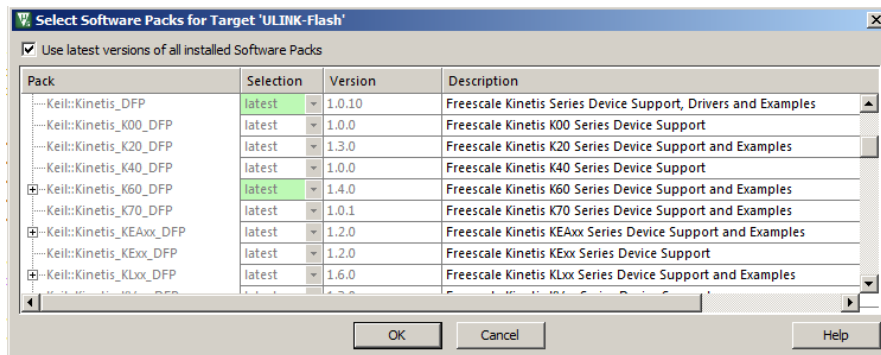 Select Software Packs for Target 'ULINK-Flash'
Use latest versions of all installed Software Packs
Pack Selection Version Description
Keil::Kinetis_DFP latest 1.0.10 Freescale Kinetis Series Device Support, Drivers and Examples
Keil::Kinetis_K00_DFP latest 1.0.0 Freescale Kinetis K00 Series Device Support
Keil::Kinetis_K20_DFP latest 1.3.0 Freescale Kinetis K20 Series Device Support and Examples
Keil::Kinetis_K40_DFP latest 1.0.0 Freescale Kinetis K40 Series Device Support
Keil::Kinetis_K60_DFP latest 1.4.0 Freescale Kinetis K60 Series Device Support and Examples
Keil::Kinetis_K70_DFP latest 1.0.1 Freescale Kinetis K70 Series Device Support and Examples
Keil::Kinetis_KEAxx_DFP latest 1.2.0 Freescale Kinetis KEAxx Series Device Support and Examples
Keil::Kinetis_KExx_DFP latest 1.2.0 Freescale Kinetis KExx Series Device Support
Keil::Kinetis_KLxx_DFP latest 1.6.0 Freescale Kinetis KLxx Series Device Support and Examples
OK Cancel Help